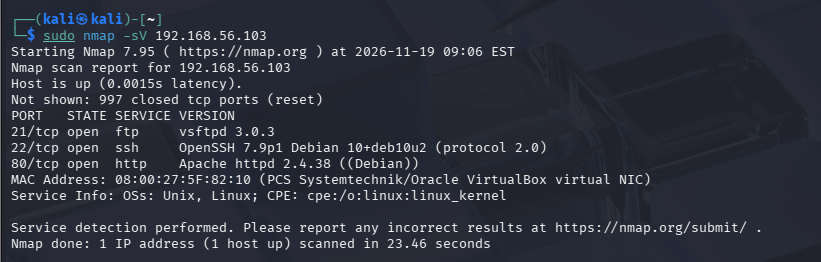 ┌──(kali㉿kali)-[~]
└─$ sudo nmap -sV 192.168.56.103
Starting Nmap 7.95 ( https://nmap.org ) at 2026-11-19 09:06 EST
Nmap scan report for 192.168.56.103
Host is up (0.0015s latency).
Not shown: 997 closed tcp ports (reset)
PORT   STATE SERVICE VERSION
21/tcp open  ftp     vsftpd 3.0.3
22/tcp open  ssh     OpenSSH 7.9p1 Debian 10+deb10u2 (protocol 2.0)
80/tcp open  http    Apache httpd 2.4.38 ((Debian))
MAC Address: 08:00:27:5F:82:10 (PCS Systemtechnik/Oracle VirtualBox virtual NIC)
Service Info: OSs: Unix, Linux; CPE: cpe:/o:linux:linux_kernel

Service detection performed. Please report any incorrect results at https://nmap.org/submit/ .
Nmap done: 1 IP address (1 host up) scanned in 23.46 seconds